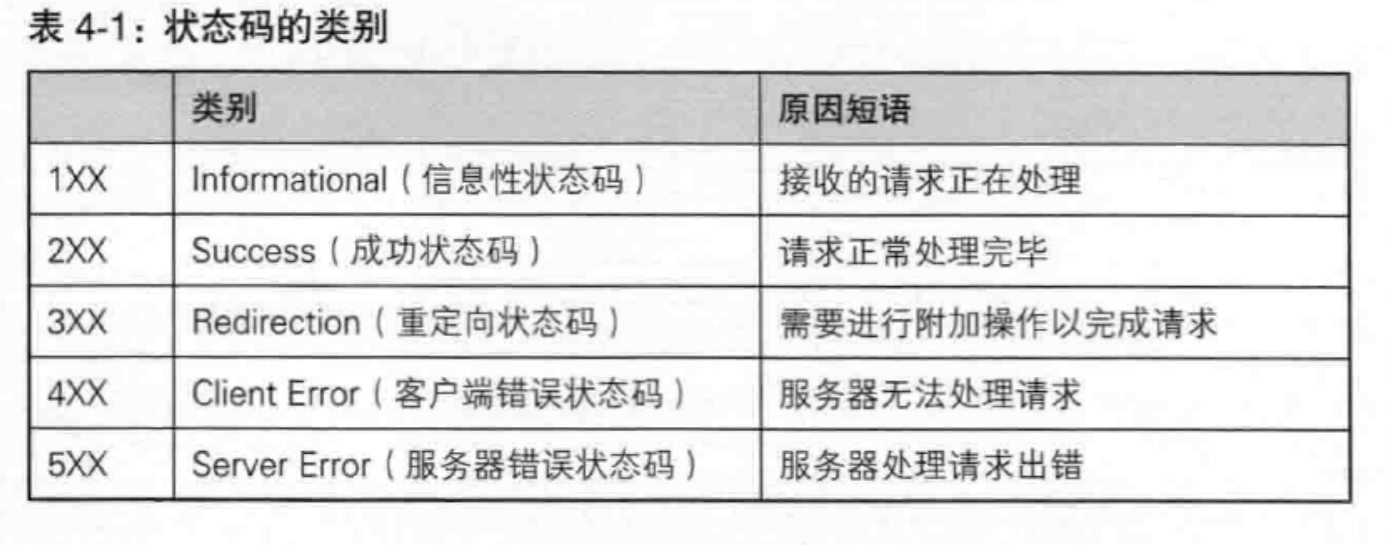 表 4-1：状态码的类别
类别 原因短语
1XX Informational（信息性状态码） 接收的请求正在处理
2XX Success（成功状态码） 请求正常处理完毕
3XX Redirection（重定向状态码） 需要进行附加操作以完成请求
4XX Client Error（客户端错误状态码） 服务器无法处理请求
5XX Server Error（服务器错误状态码） 服务器处理请求出错